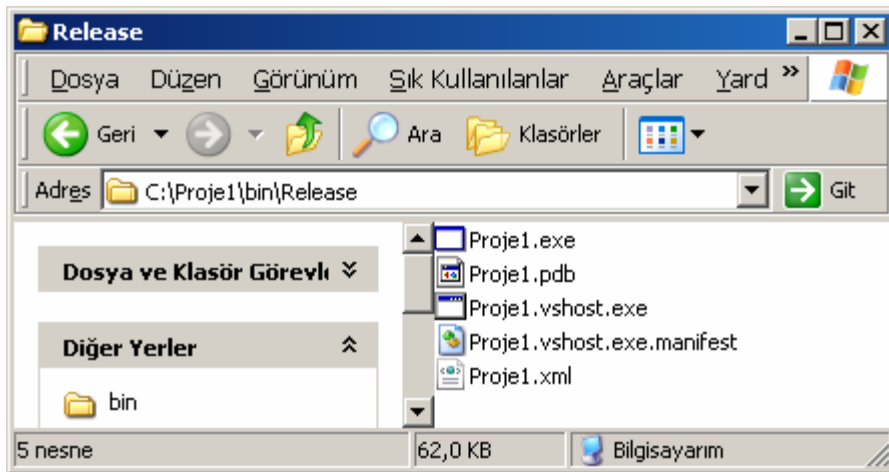 Release
Dosya Düzen Görünüm Sık Kullanılanlar Araçlar Yard »
Geri Ara Klasörler
Adres C:\Proje1\bin\Release Git
Dosya ve Klasör Görevle
Proje1.exe
Proje1.pdb
Proje1.vshost.exe
Proje1.vshost.exe.manifest
Proje1.xml
Diğer Yerler
bin
5 nesne 62,0 KB Bilgisayarım